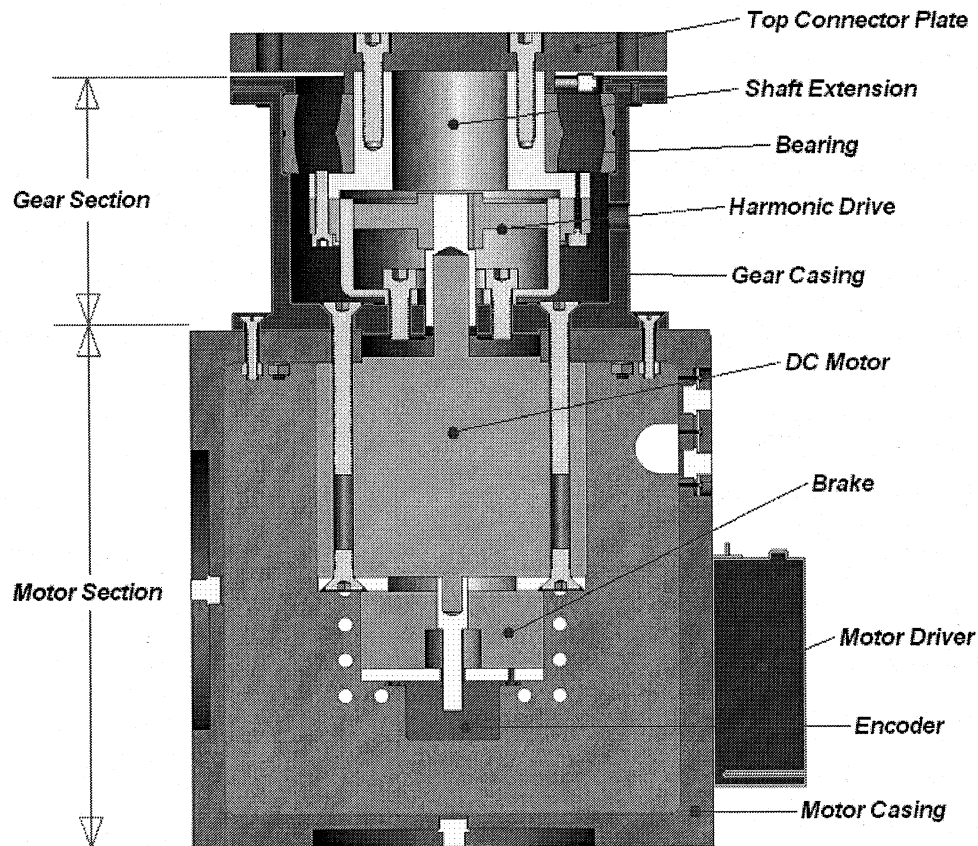 Top Connector Plate
Shaft Extension
Bearing
Gear Section
Harmonic Drive
Gear Casing
DC Motor
Brake
Motor Section
Motor Driver
Encoder
Motor Casing